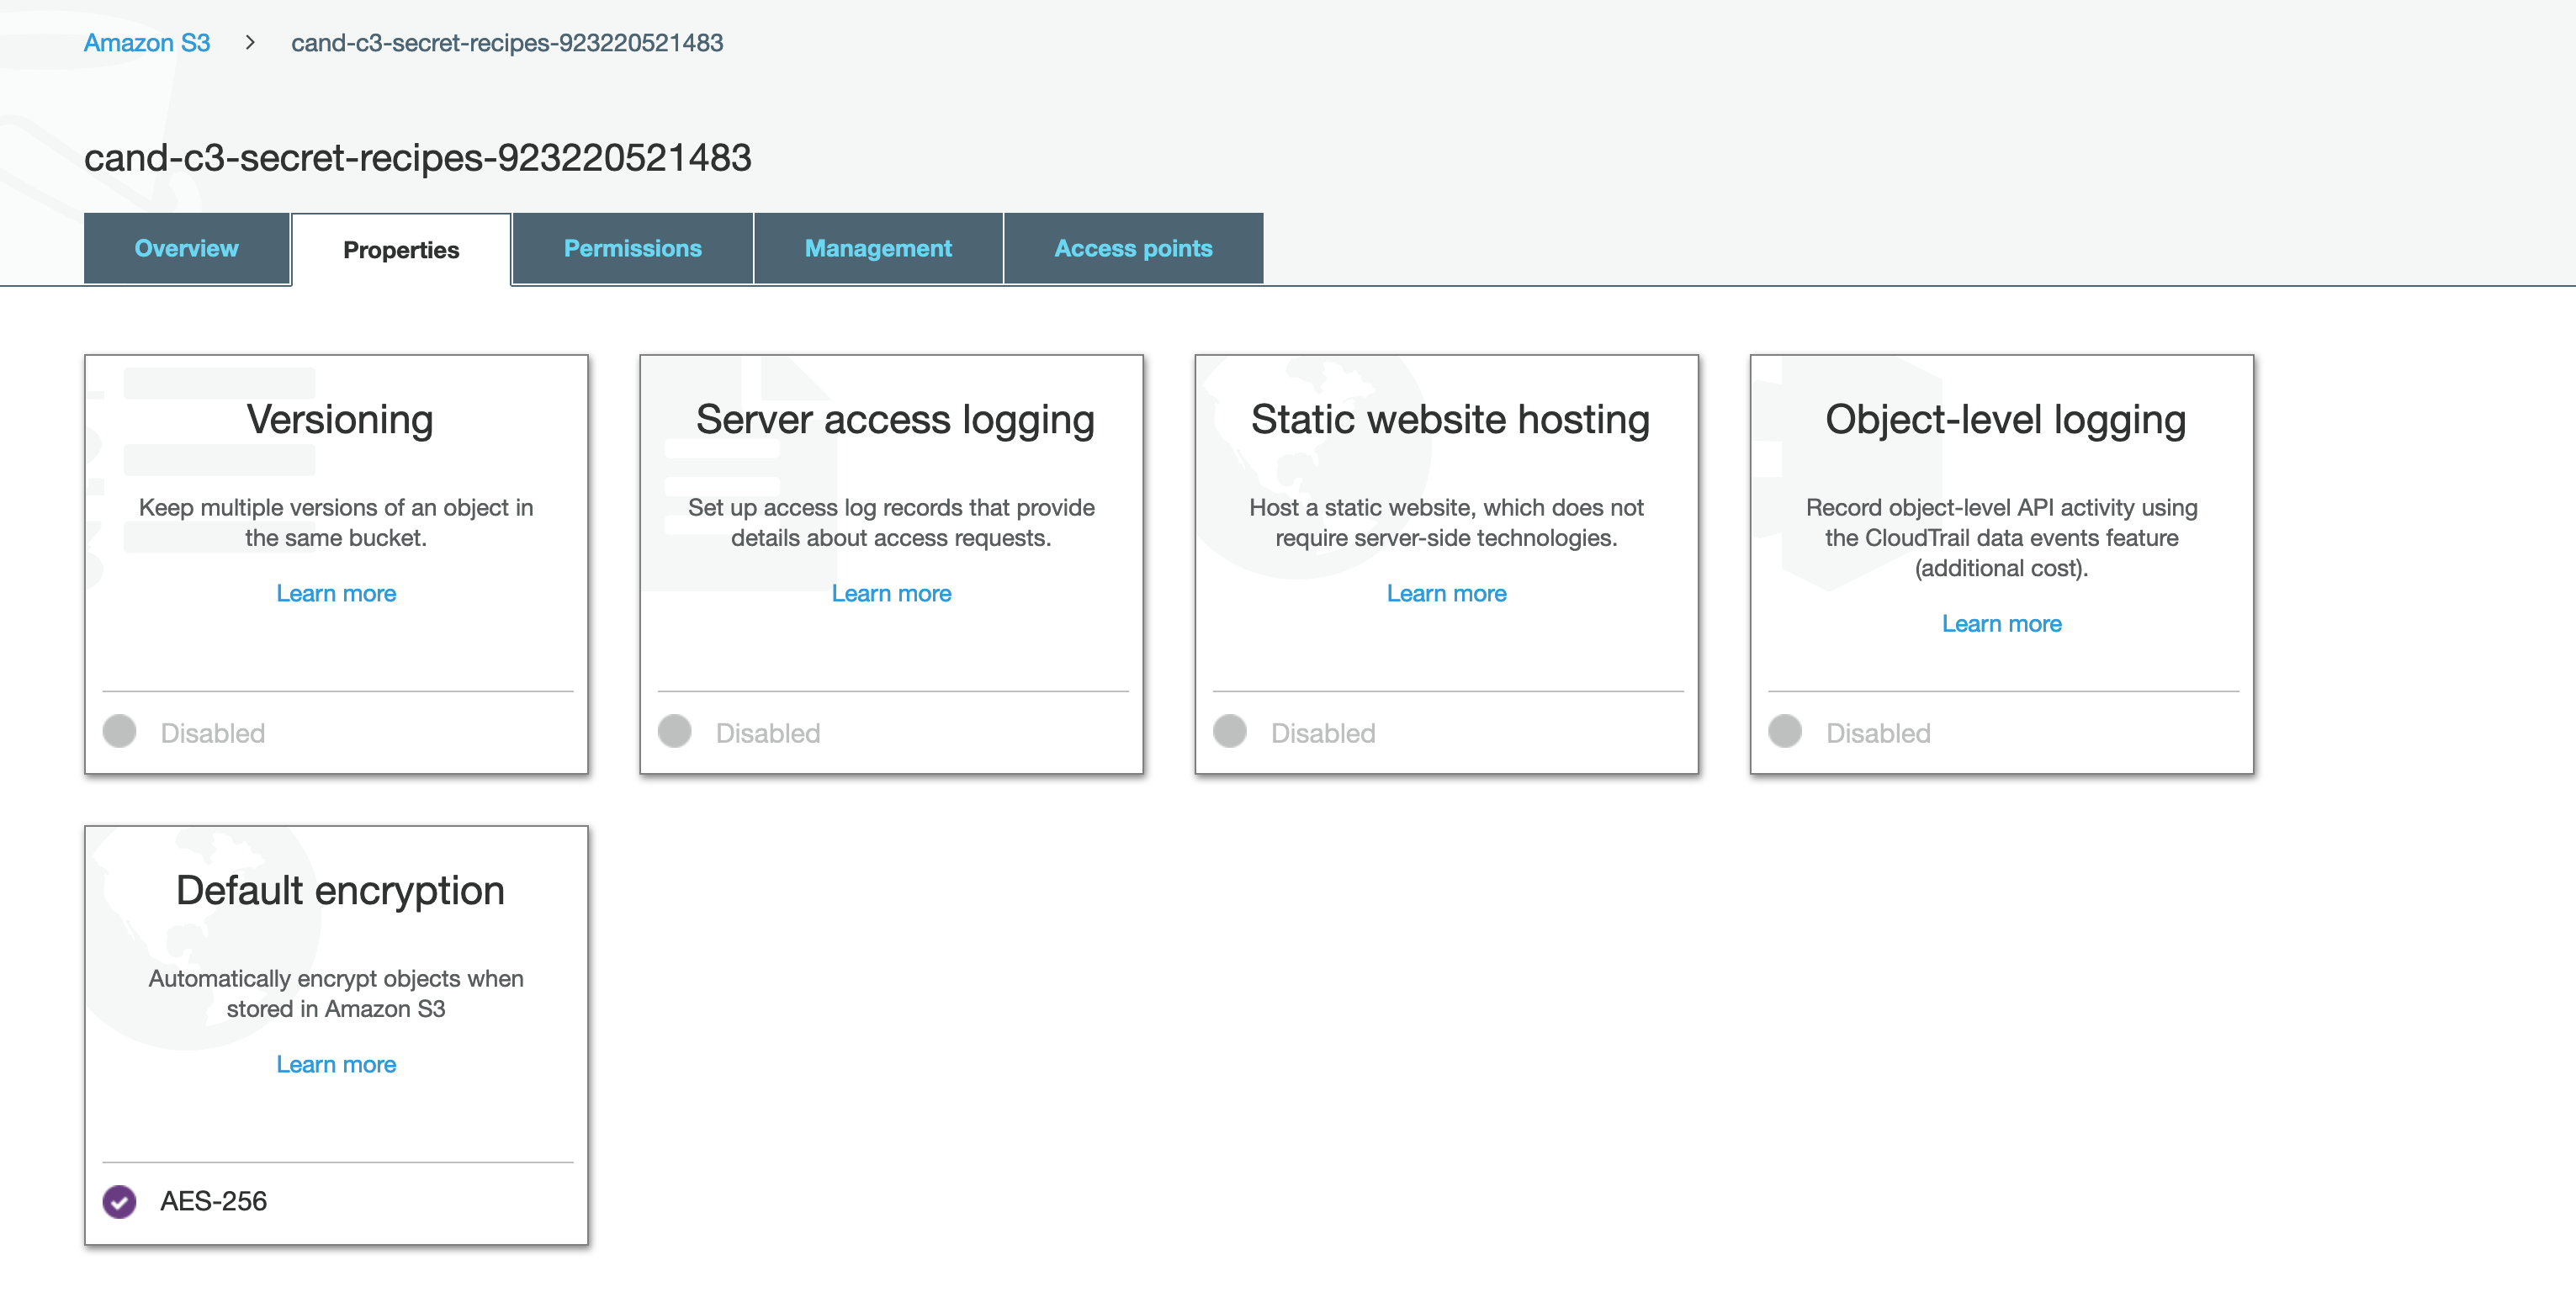 Amazon S3 > cand-c3-secret-recipes-923220521483
cand-c3-secret-recipes-923220521483
Overview
Properties
Permissions
Management
Access points
Versioning
Keep multiple versions of an object in
the same bucket.
Learn more
Disabled
Server access logging
Set up access log records that provide
details about access requests.
Learn more
Disabled
Static website hosting
Host a static website, which does not
require server-side technologies.
Learn more
Disabled
Object-level logging
Record object-level API activity using
the CloudTrail data events feature
(additional cost).
Learn more
Disabled
Default encryption
Automatically encrypt objects when
stored in Amazon S3
Learn more
AES-256